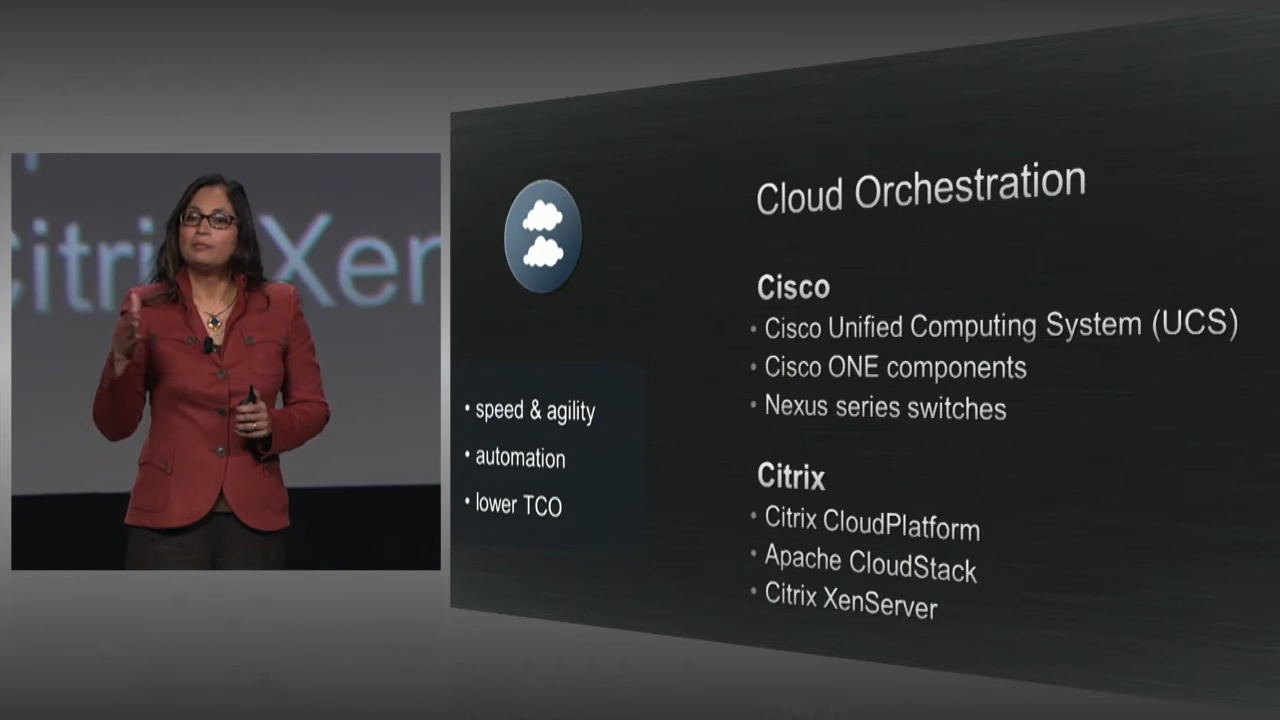 Citrix Xen
Cloud Orchestration
Cisco
• Cisco Unified Computing System (UCS)
• Cisco ONE components
• Nexus series switches
• speed & agility
• automation
• lower TCO
Citrix
• Citrix CloudPlatform
• Apache CloudStack
• Citrix XenServer